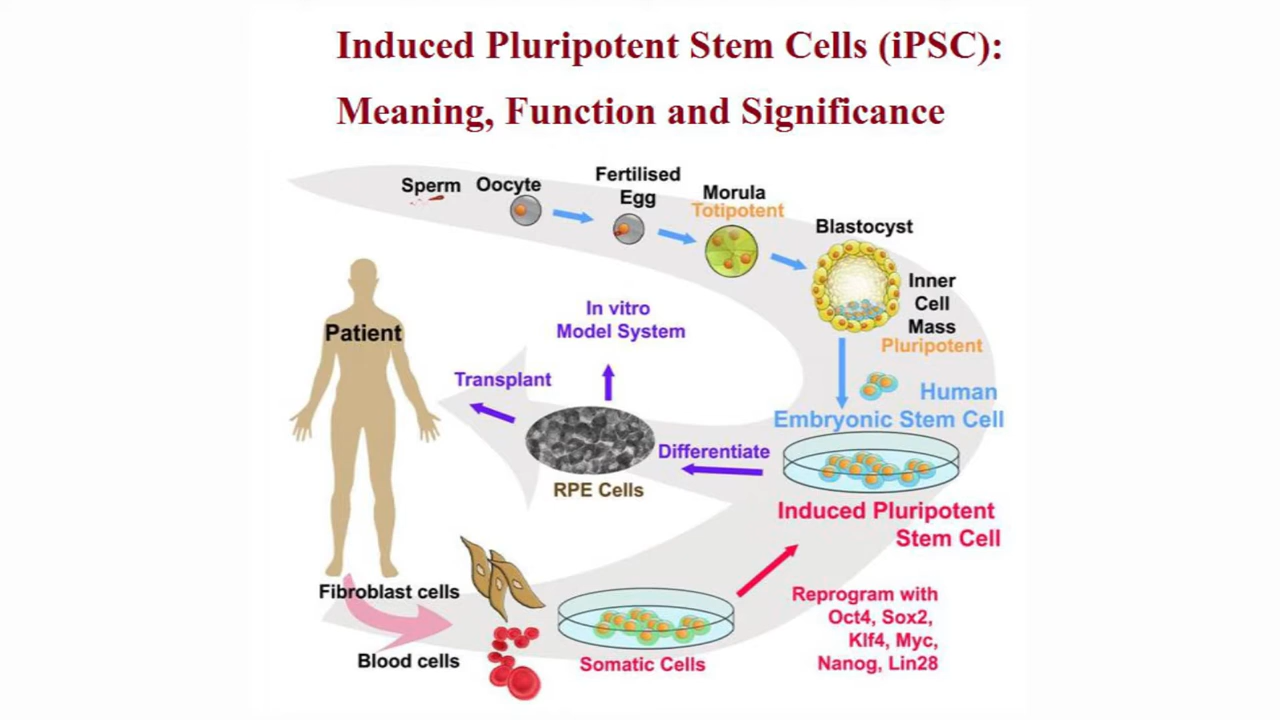 Induced Pluripotent Stem Cells (iPSC):
Meaning, Function and Significance
Sperm
Oocyte
Fertilised
Egg
Morula
Totipotent
Blastocyst
Inner
Cell
Mass
Pluripotent
In vitro
Model System
Patient
Transplant
Human
Embryonic Stem Cell
Differentiate
RPE Cells
Induced Pluripotent
Stem Cell
Fibroblast cells
Blood cells
Somatic Cells
Reprogram with
Oct4, Sox2,
Klf4, Myc,
Nanog, Lin28